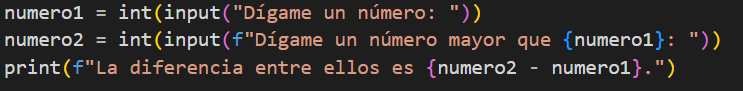 numero1 = int(input("Dígame un número: "))
numero2 = int(input(f"Dígame un número mayor que {numero1}: "))
print(f"La diferencia entre ellos es {numero2 - numero1}.")